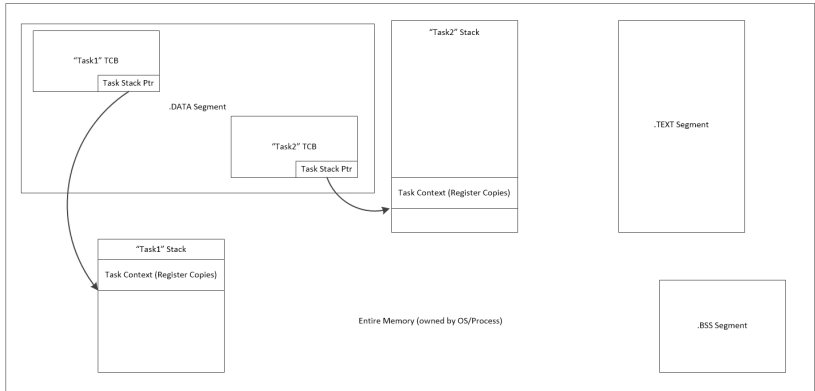 "Task1" TCB
Task Stack Ptr
.DATA Segment
"Task2" TCB
Task Stack Ptr
"Task2" Stack
Task Context (Register Copies)
.TEXT Segment
"Task1" Stack
Task Context (Register Copies)
Entire Memory (owned by OS/Process)
.BSS Segment